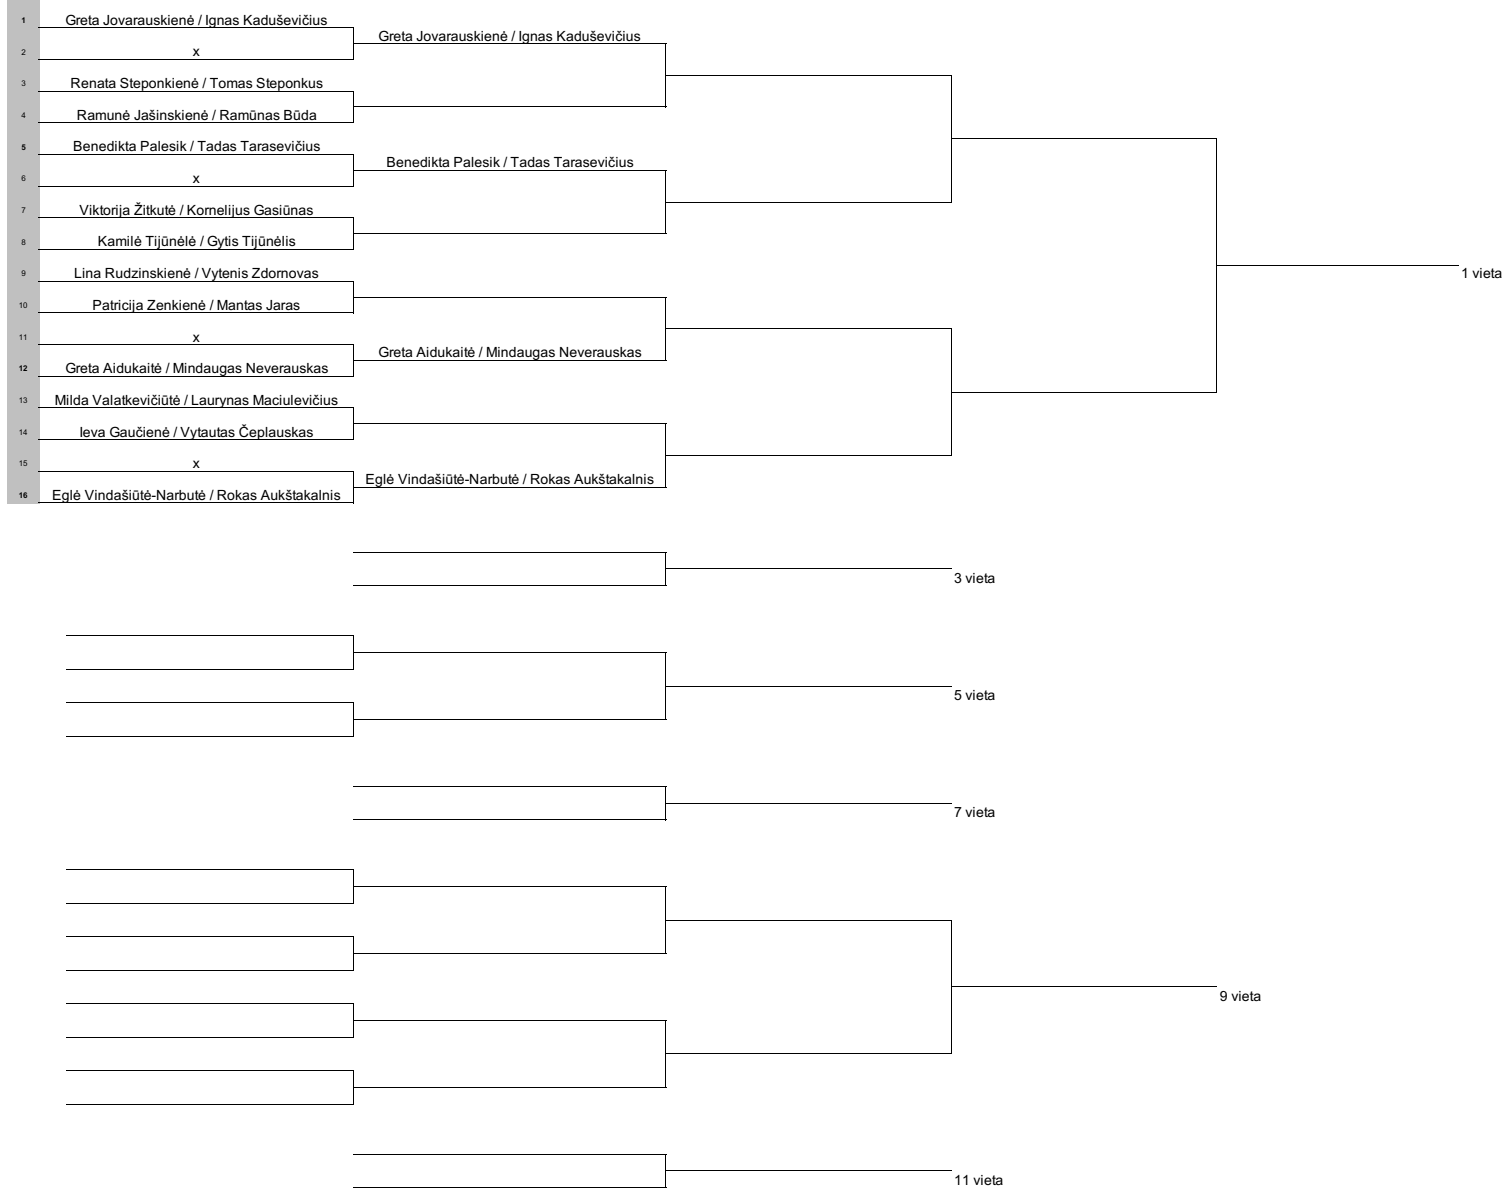 1 Greta Jovarauskienė / Ignas Kaduševičius
Greta Jovarauskienė / Ignas Kaduševičius
2 x
3 Renata Steponkienė / Tomas Steponkus
4 Ramunė Jašinskienė / Ramūnas Būda
5 Benedikta Palesik / Tadas Tarasevičius
Benedikta Palesik / Tadas Tarasevičius
6 x
7 Viktorija Žitkutė / Kornelijus Gasiūnas
8 Kamilė Tijūnėlė / Gytis Tijūnėlis
9 Lina Rudzinskienė / Vytenis Zdornovas
1 vieta
10 Patricija Zenkienė / Mantas Jaras
11 x
Greta Aidukaitė / Mindaugas Neverauskas
12 Greta Aidukaitė / Mindaugas Neverauskas
13 Milda Valatkevičiūtė / Laurynas Maciulevičius
14 Ieva Gaučienė / Vytautas Čeplauskas
15 x
Eglė Vindašiūtė-Narbutė / Rokas Aukštakalnis
16 Eglė Vindašiūtė-Narbutė / Rokas Aukštakalnis
3 vieta
5 vieta
7 vieta
9 vieta
11 vieta